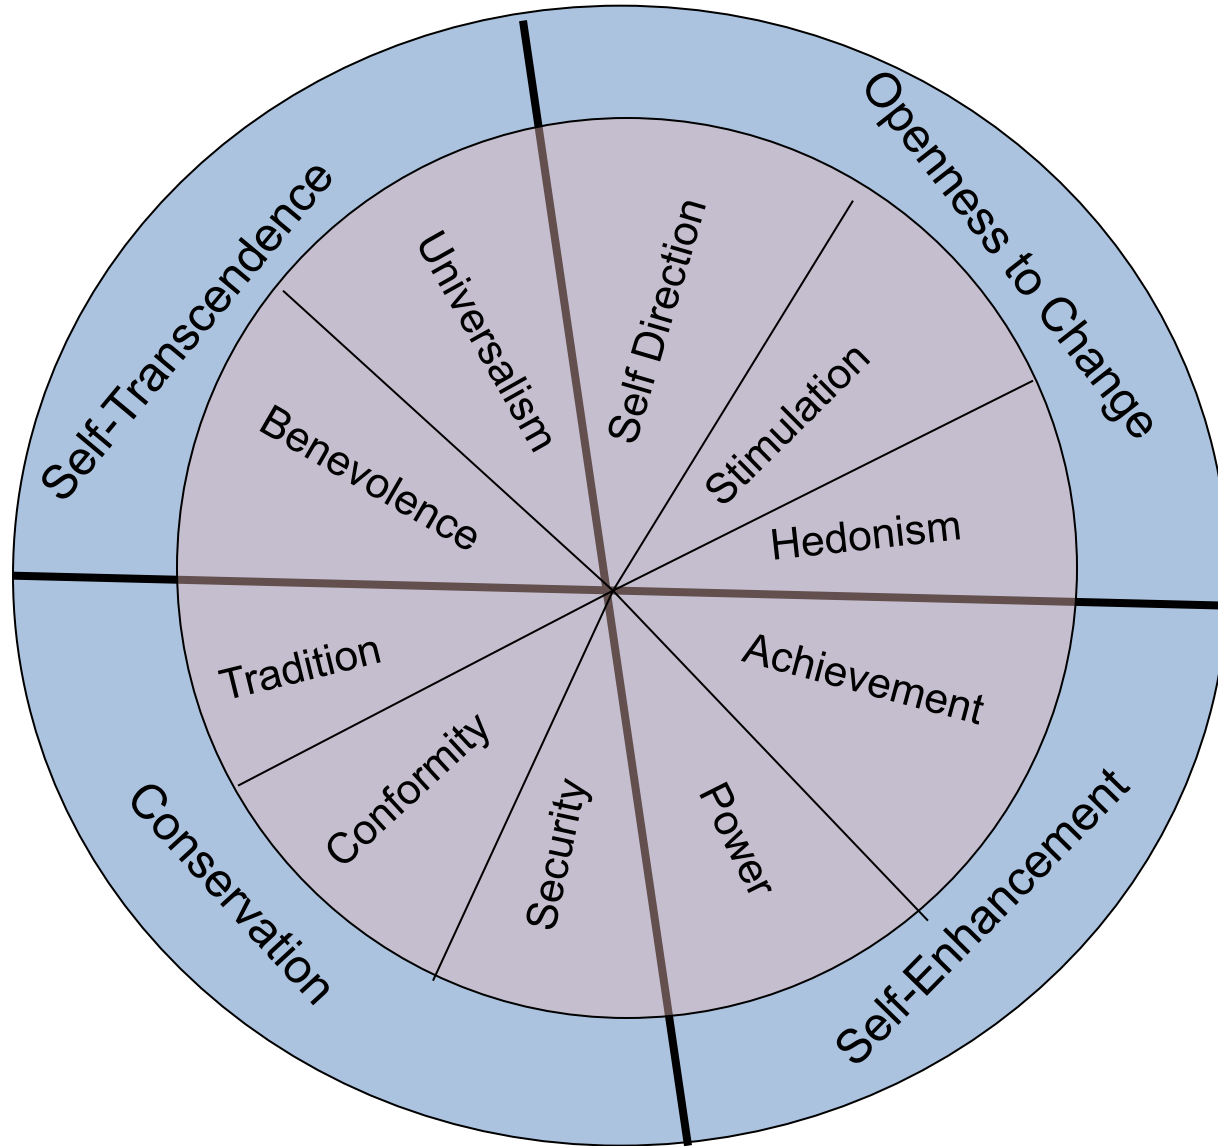 Openness to Change
Self-Transcendence
Universalism
Self Direction
Stimulation
Benevolence
Hedonism
Tradition
Achievement
Conformity
Security
Power
Conservation
Self-Enhancement